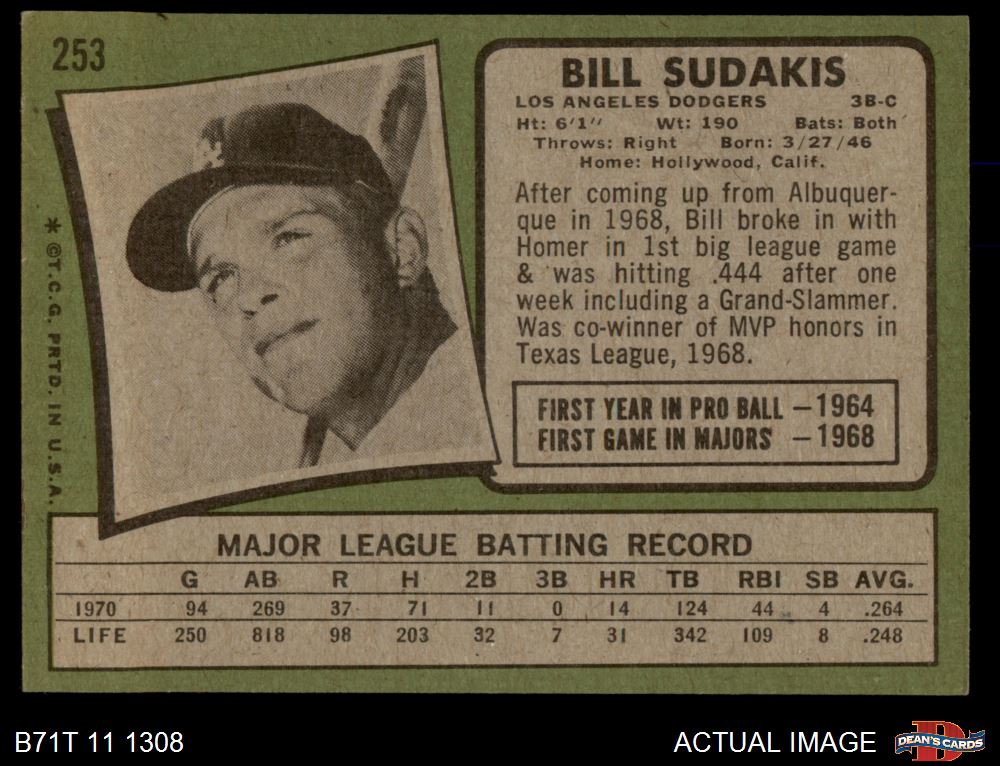 253
BILL SUDAKIS
LOS ANGELES DODGERS 3B-C
Ht: 6'1" Wt: 190 Bats: Both
Throws: Right Born: 3/27/46
Home: Hollywood, Calif.
After coming up from Albuquer-
que in 1968, Bill broke in with
Homer in 1st big league game
& was hitting .444 after one
week including a Grand-Slammer.
Was co-winner of MVP honors in
Texas League, 1968.
FIRST YEAR IN PRO BALL — 1964
FIRST GAME IN MAJORS — 1968
* ©T.C.G. PRTD. IN U.S.A.
MAJOR LEAGUE BATTING RECORD
G AB R H 2B 3B HR TB RBI SB AVG.
1970 94 269 37 71 11 0 14 124 44 4 .264
LIFE 250 818 98 203 32 7 31 342 109 8 .248
B71T 11 1308
ACTUAL IMAGE
DEAN'S CARDS